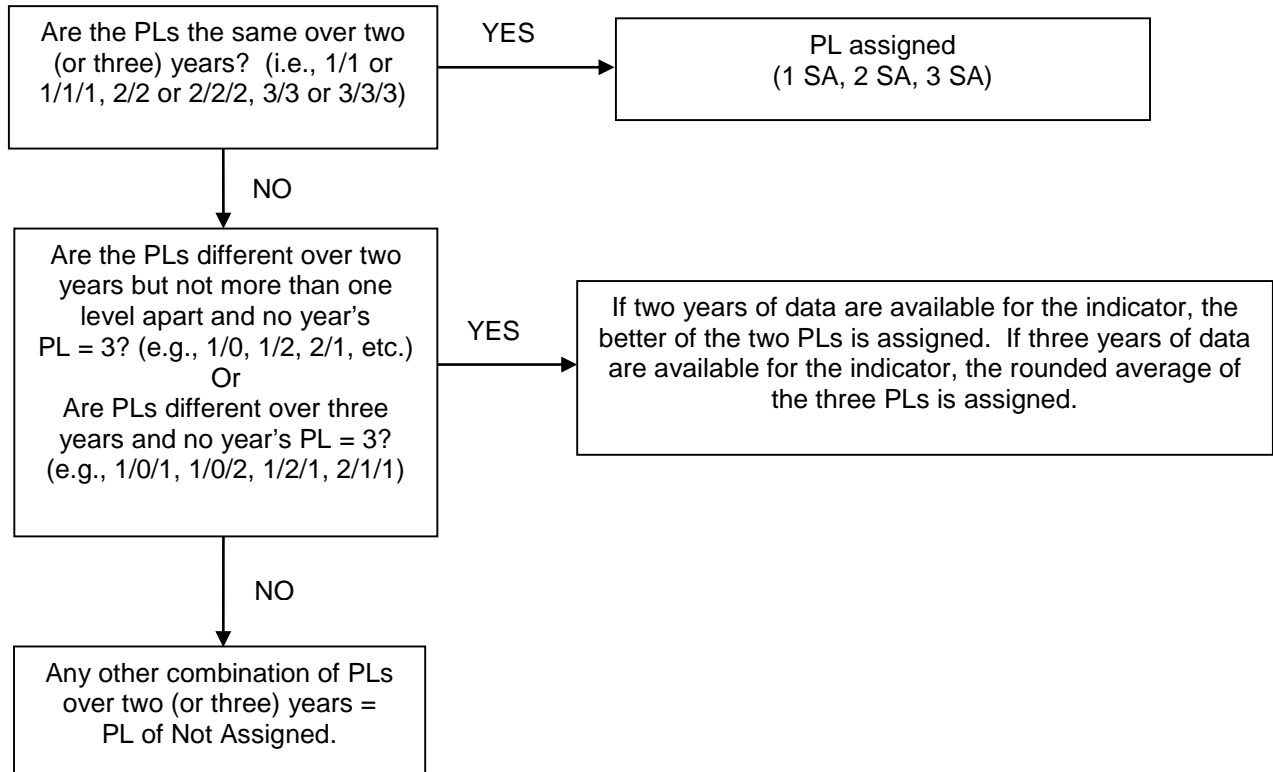 Are the PLs the same over two
(or three) years? (i.e., 1/1 or
1/1/1, 2/2 or 2/2/2, 3/3 or 3/3/3)
YES
PL assigned
(1 SA, 2 SA, 3 SA)
NO
Are the PLs different over two
years but not more than one
level apart and no year's
PL = 3? (e.g., 1/0, 1/2, 2/1, etc.)
Or
Are PLs different over three
years and no year's PL = 3?
(e.g., 1/0/1, 1/0/2, 1/2/1, 2/1/1)
YES
If two years of data are available for the indicator, the
better of the two PLs is assigned. If three years of data
are available for the indicator, the rounded average of
the three PLs is assigned.
NO
Any other combination of PLs
over two (or three) years =
PL of Not Assigned.